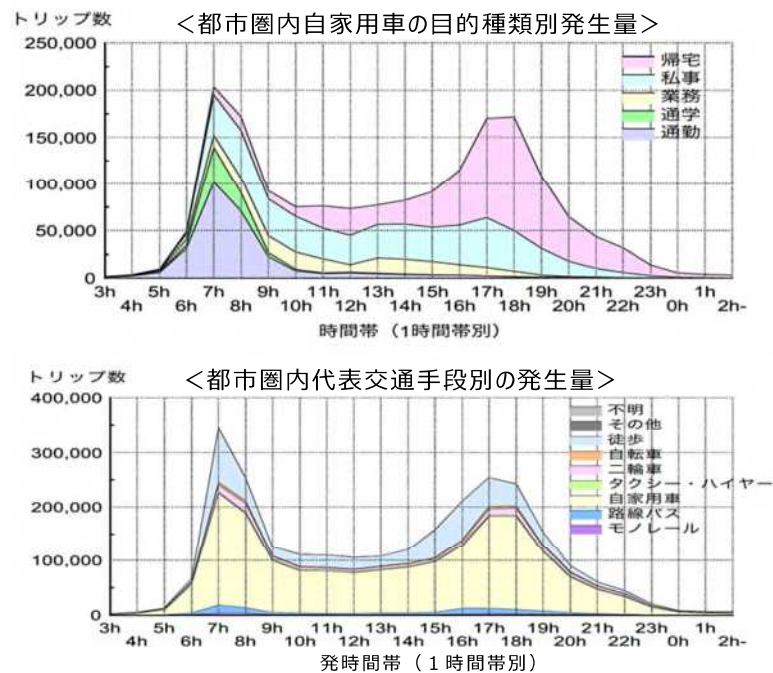 トリップ数
＜都市圏内自家用車の目的種類別発生量＞
250,000
200,000
150,000
100,000
50,000
0
帰宅
私事
業務
通学
通勤
3h 5h 7h 9h 11h 13h 15h 17h 19h 21h 23h 1h
4h 6h 8h 10h 12h 14h 16h 18h 20h 22h 0h 2h-
時間帯（1時間帯別）
トリップ数
＜都市圏内代表交通手段別の発生量＞
400,000
300,000
200,000
100,000
0
不明
その他
徒歩
自転車
二輪車
タクシー・ハイヤー
自家用車
路線バス
モノレール
3h 5h 7h 9h 11h 13h 15h 17h 19h 21h 23h 1h
4h 6h 8h 10h 12h 14h 16h 18h 20h 22h 0h 2h-
発時間帯（１時間帯別）